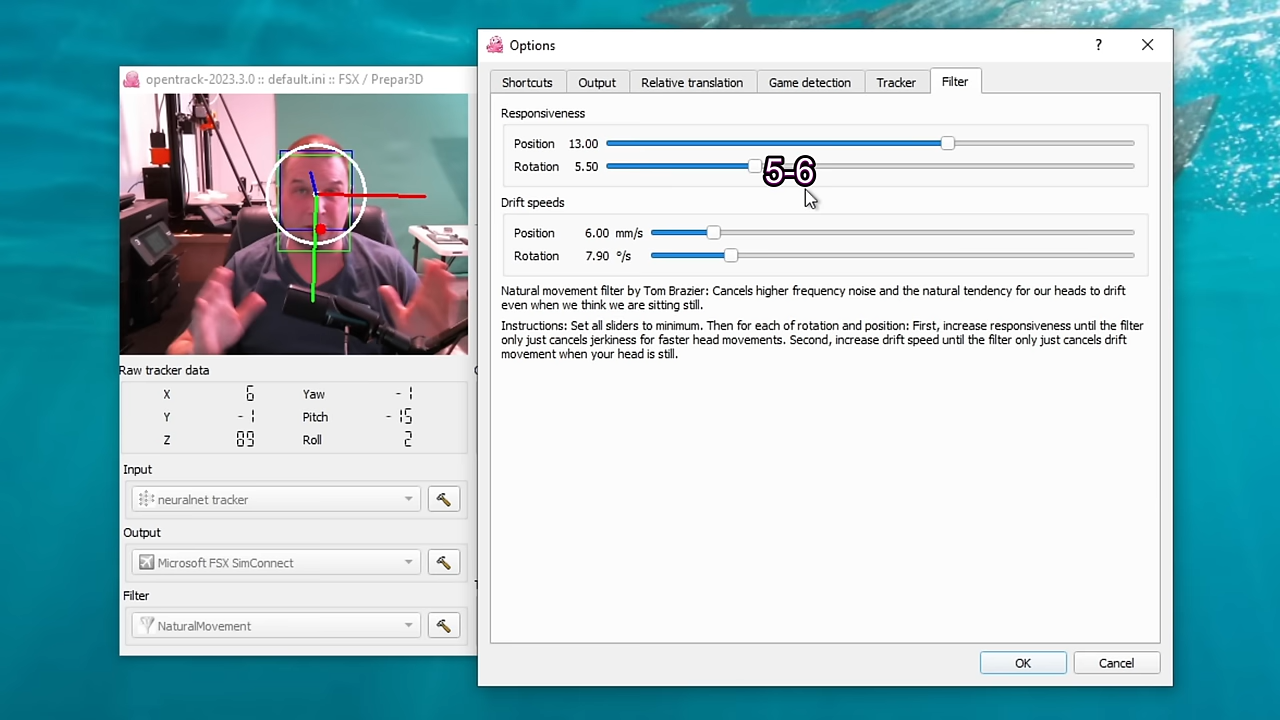 opentrack-2023.3.0 :: default.ini :: FSX / Prepar3D
Raw tracker data
X 6 Yaw -1
Y -1 Pitch -15
Z 89 Roll 2
Input
neuralnet tracker
Output
Microsoft FSX SimConnect
Filter
NaturalMovement
Options
?
Shortcuts Output Relative translation Game detection Tracker Filter
Responsiveness
Position 13.00
Rotation 5.50
5-6
Drift speeds
Position 6.00 mm/s
Rotation 7.90 °/s
Natural movement filter by Tom Brazier: Cancels higher frequency noise and the natural tendency for our heads to drift
even when we think we are sitting still.
Instructions: Set all sliders to minimum. Then for each of rotation and position: First, increase responsiveness until the filter
only just cancels jerkiness for faster head movements. Second, increase drift speed until the filter only just cancels drift
movement when your head is still.
OK Cancel